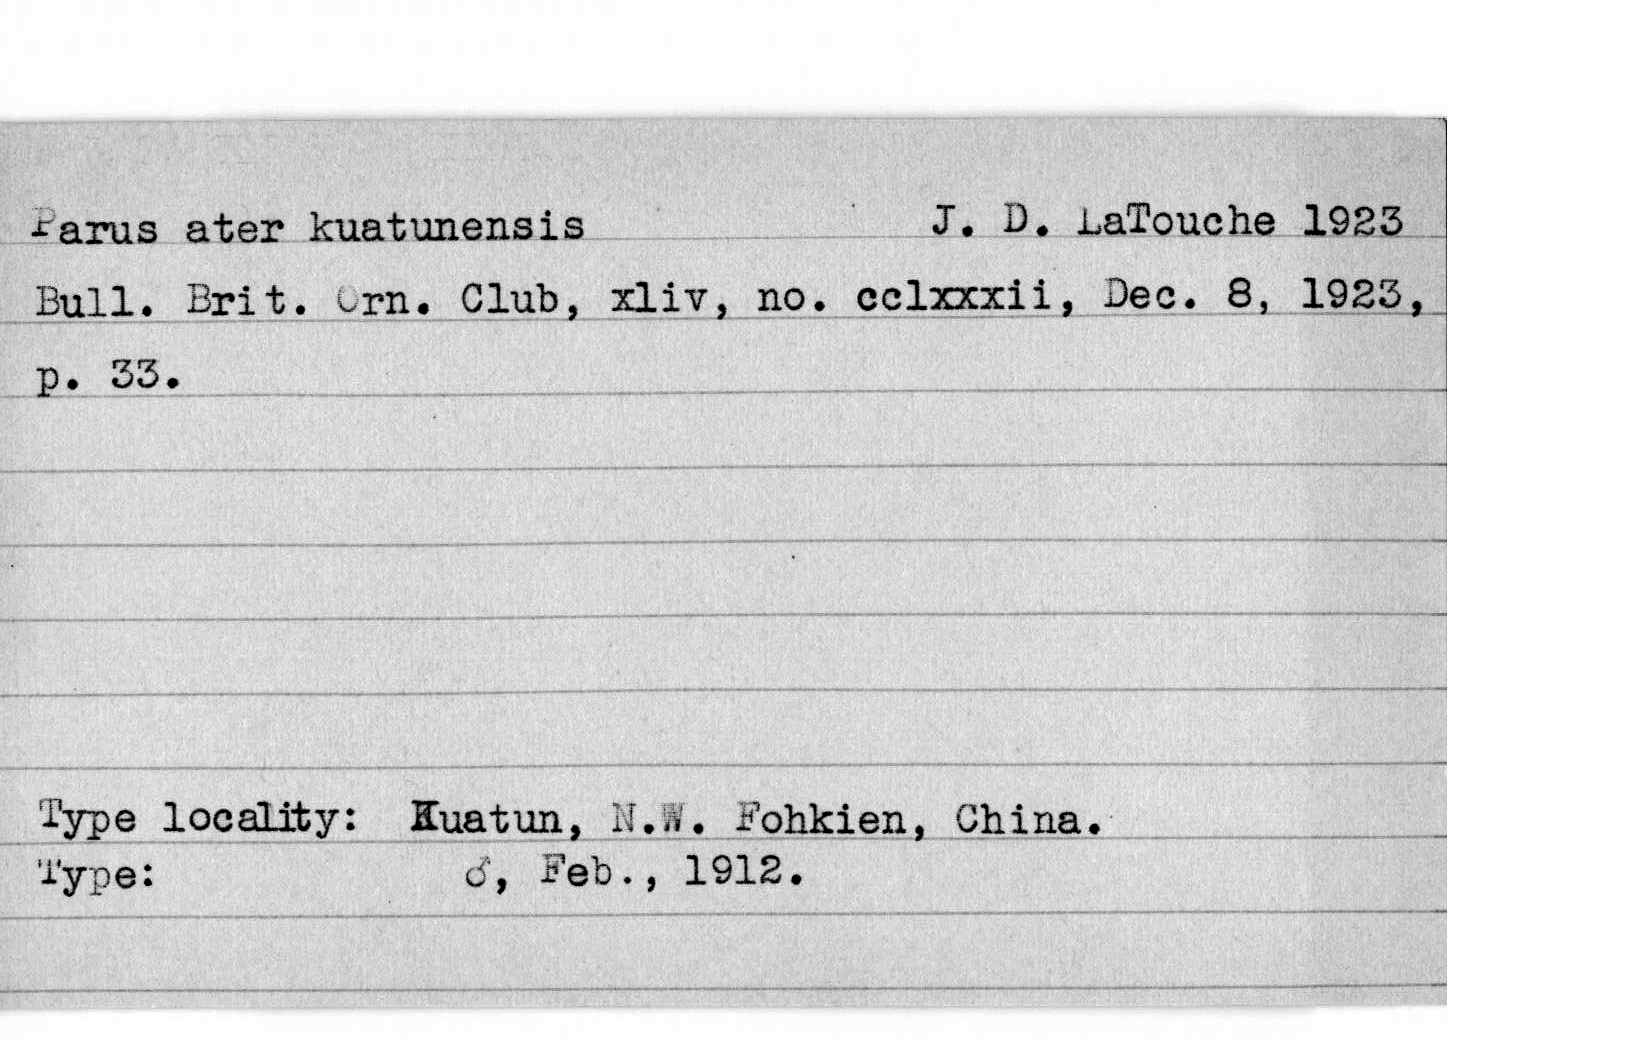 Parus ater kuatunensis J. D. LaTouche 1923
Bull. Brit. Orn. Club, xliv, no. cclxxxii, Dec. 8, 1923,
p. 33.
Type locality: Kuatun, N.W. Fohkien, China.
Type: ♂, Feb., 1912.